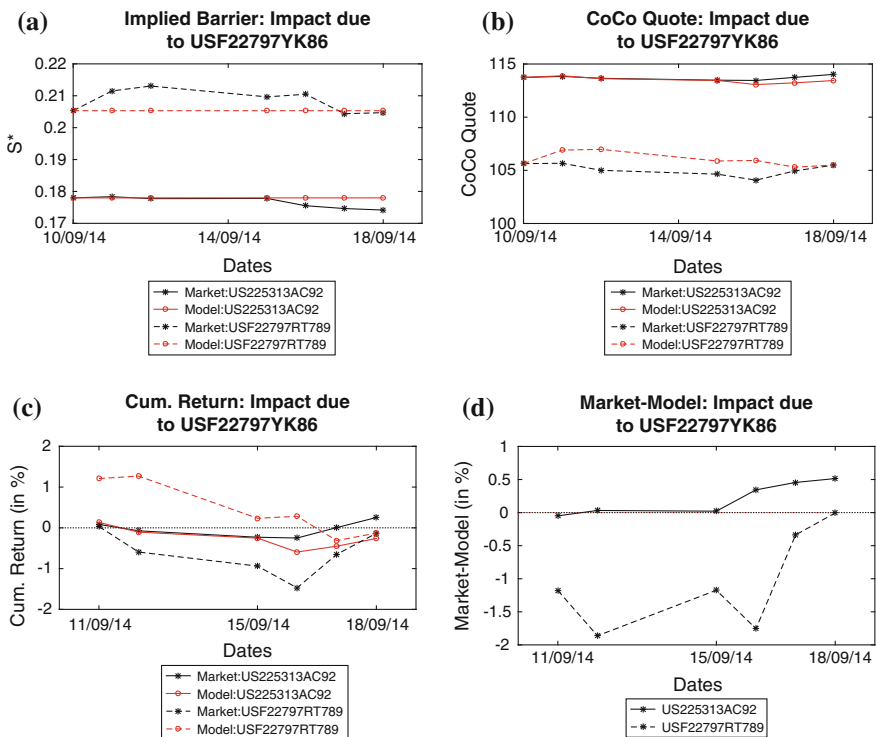 (a)
Implied Barrier: Impact due
to USF22797YK86
0.22
0.21
0.2
0.19
0.18
0.17
S*
10/09/14
14/09/14
18/09/14
Dates
Market:US225313AC92
Model:US225313AC92
Market:USF22797RT789
Model:USF22797RT789
(b)
CoCo Quote: Impact due
to USF22797YK86
115
110
105
100
CoCo Quote
10/09/14
14/09/14
18/09/14
Dates
Market:US225313AC92
Model:US225313AC92
Market:USF22797RT789
Model:USF22797RT789
(c)
Cum. Return: Impact due
to USF22797YK86
2
1
0
-1
-2
Cum. Return (in %)
11/09/14
15/09/14
18/09/14
Dates
Market:US225313AC92
Model:US225313AC92
Market:USF22797RT789
Model:USF22797RT789
(d)
Market-Model: Impact due
to USF22797YK86
1
0.5
0
-0.5
-1
-1.5
-2
Market-Model (in %)
11/09/14
15/09/14
18/09/14
Dates
US225313AC92
USF22797RT789